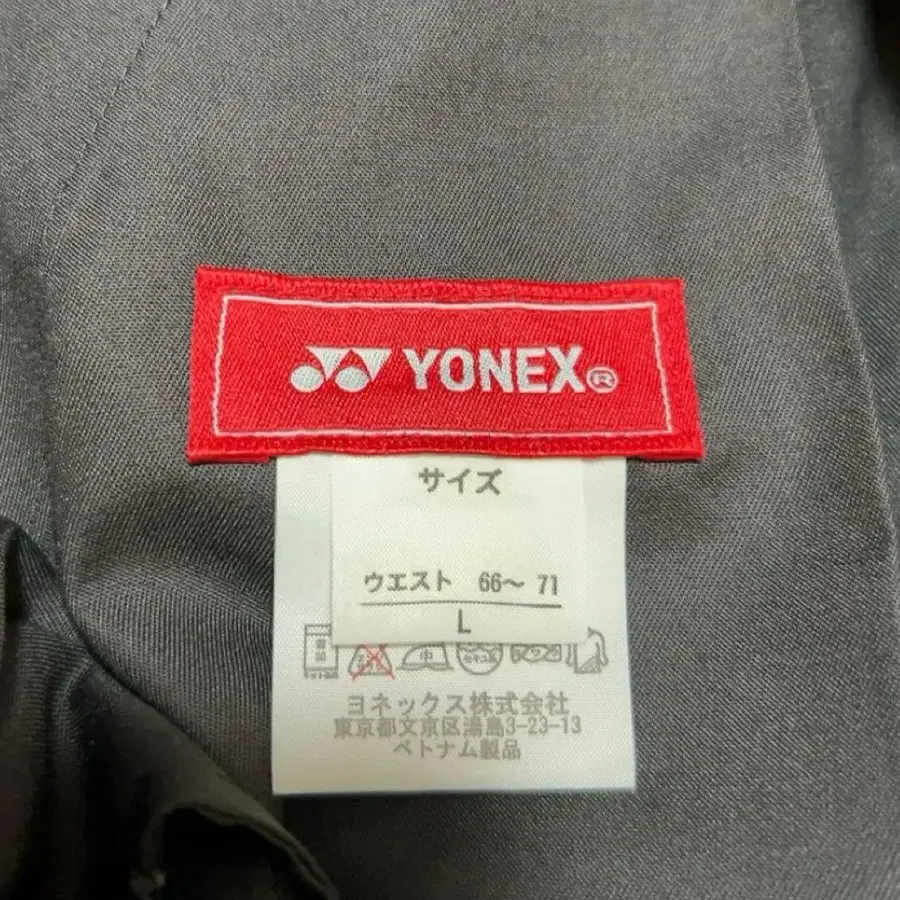 YONEX®
サイズ
ウエスト 66〜71
L
中
ヨネックス株式会社
東京都文京区湯島3-23-13
ベトナム製品